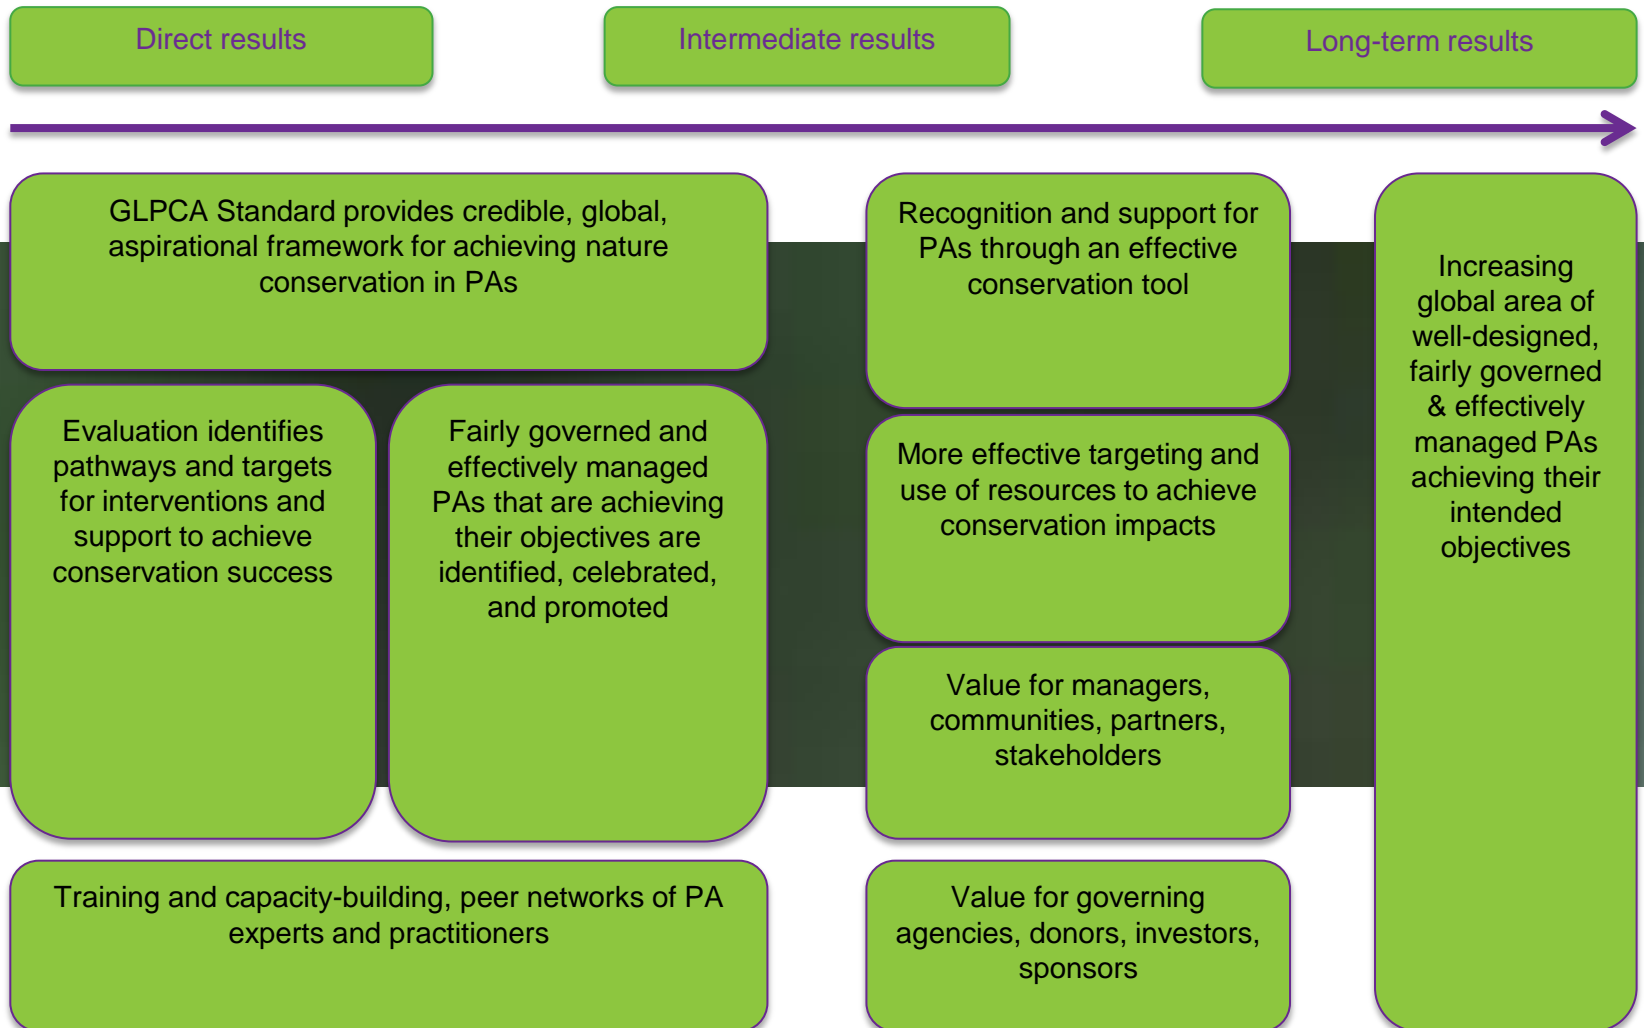 Direct results
Intermediate results
Long-term results
GLPCA Standard provides credible, global,
aspirational framework for achieving nature
conservation in PAs
Evaluation identifies
pathways and targets
for interventions and
support to achieve
conservation success
Fairly governed and
effectively managed
PAs that are achieving
their objectives are
identified, celebrated,
and promoted
Training and capacity-building, peer networks of PA
experts and practitioners
Recognition and support for
PAs through an effective
conservation tool
More effective targeting and
use of resources to achieve
conservation impacts
Value for managers,
communities, partners,
stakeholders
Value for governing
agencies, donors, investors,
sponsors
Increasing
global area of
well-designed,
fairly governed
& effectively
managed PAs
achieving their
intended
objectives